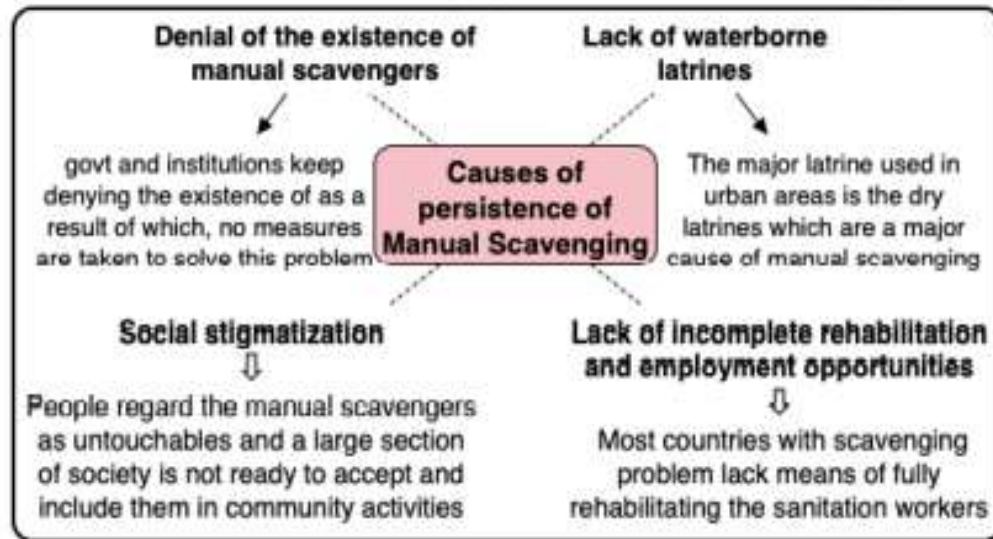 Denial of the existence of
manual scavengers
govt and institutions keep
denying the existence of as a
result of which, no measures
are taken to solve this problem
Lack of waterborne
latrines
The major latrine used in
urban areas is the dry
latrines which are a major
cause of manual scavenging
Causes of
persistence of
Manual Scavenging
Social stigmatization
People regard the manual scavengers
as untouchables and a large section
of society is not ready to accept and
include them in community activities
Lack of incomplete rehabilitation
and employment opportunities
Most countries with scavenging
problem lack means of fully
rehabilitating the sanitation workers